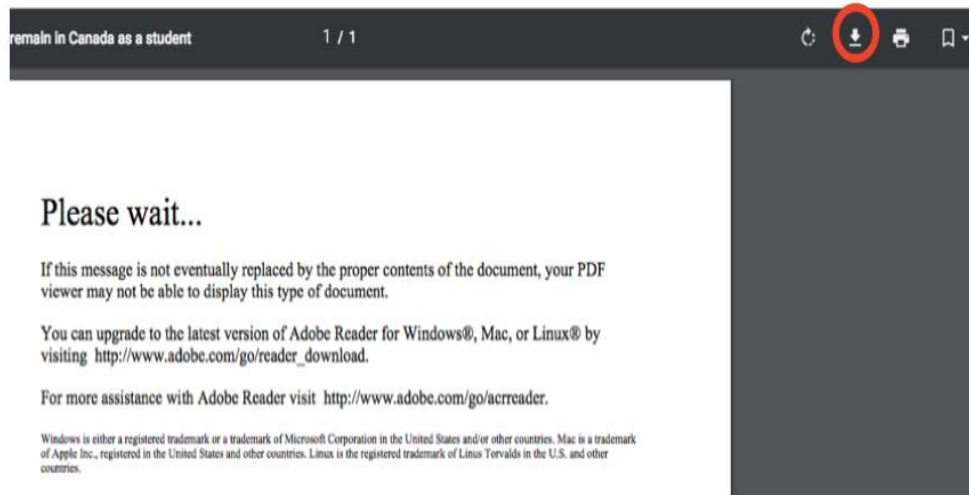 remain in Canada as a student 1 / 1
Please wait...
If this message is not eventually replaced by the proper contents of the document, your PDF
viewer may not be able to display this type of document.
You can upgrade to the latest version of Adobe Reader for Windows®, Mac, or Linux® by
visiting http://www.adobe.com/go/reader_download.
For more assistance with Adobe Reader visit http://www.adobe.com/go/acrreader.
Windows is either a registered trademark or a trademark of Microsoft Corporation in the United States and/or other countries. Mac is a trademark
of Apple Inc., registered in the United States and other countries. Linux is the registered trademark of Linus Torvalds in the U.S. and other
countries.